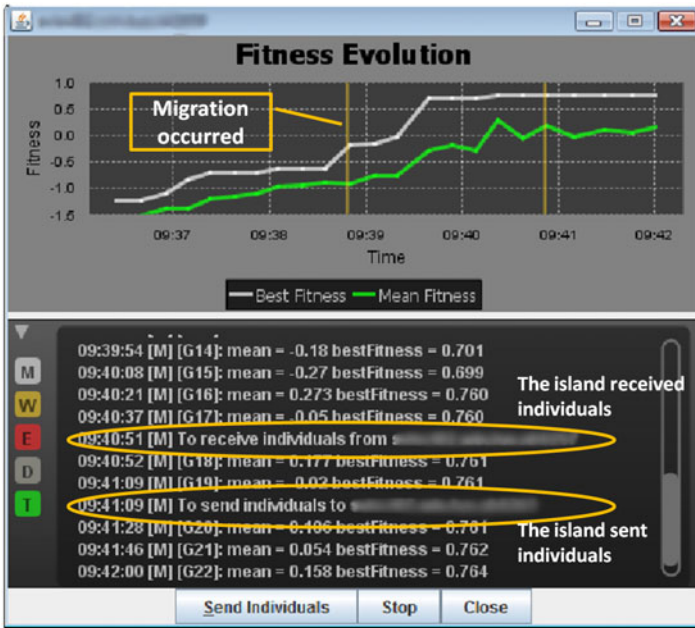 Fitness Evolution
1.0
0.5
0.0
-0.5
-1.0
-1.5
Fitness
Migration
occurred
09:37 09:38 09:39 09:40 09:41 09:42
Time
Best Fitness Mean Fitness
M
W
E
D
T
09:39:54 [M] [G14]: mean = -0.18 bestFitness = 0.701
09:40:08 [M] [G15]: mean = -0.27 bestFitness = 0.699
09:40:21 [M] [G16]: mean = 0.273 bestFitness = 0.760
09:40:37 [M] [G17]: mean = -0.05 bestFitness = 0.760
09:40:51 [M] To receive individuals from
09:40:52 [M] [G18]: mean = 0.177 bestFitness = 0.761
09:41:09 [M] [G19]: mean = -0.02 bestFitness = 0.761
09:41:09 [M] To send individuals to
09:41:28 [M] [G20]: mean = 0.106 bestFitness = 0.761
09:41:46 [M] [G21]: mean = 0.054 bestFitness = 0.762
09:42:00 [M] [G22]: mean = 0.158 bestFitness = 0.764
The island received
individuals
The island sent
individuals
Send Individuals Stop Close